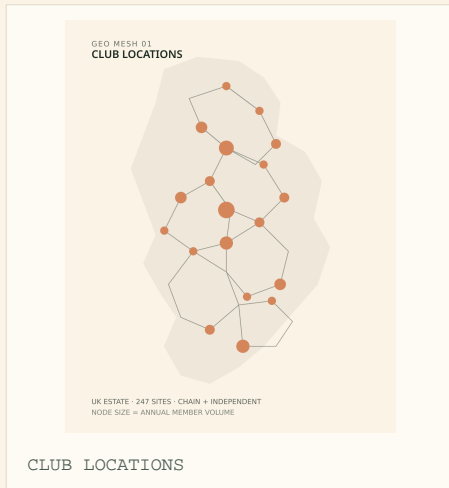 GEO MESH 01
CLUB LOCATIONS
UK ESTATE · 247 SITES · CHAIN + INDEPENDENT
NODE SIZE = ANNUAL MEMBER VOLUME
CLUB LOCATIONS